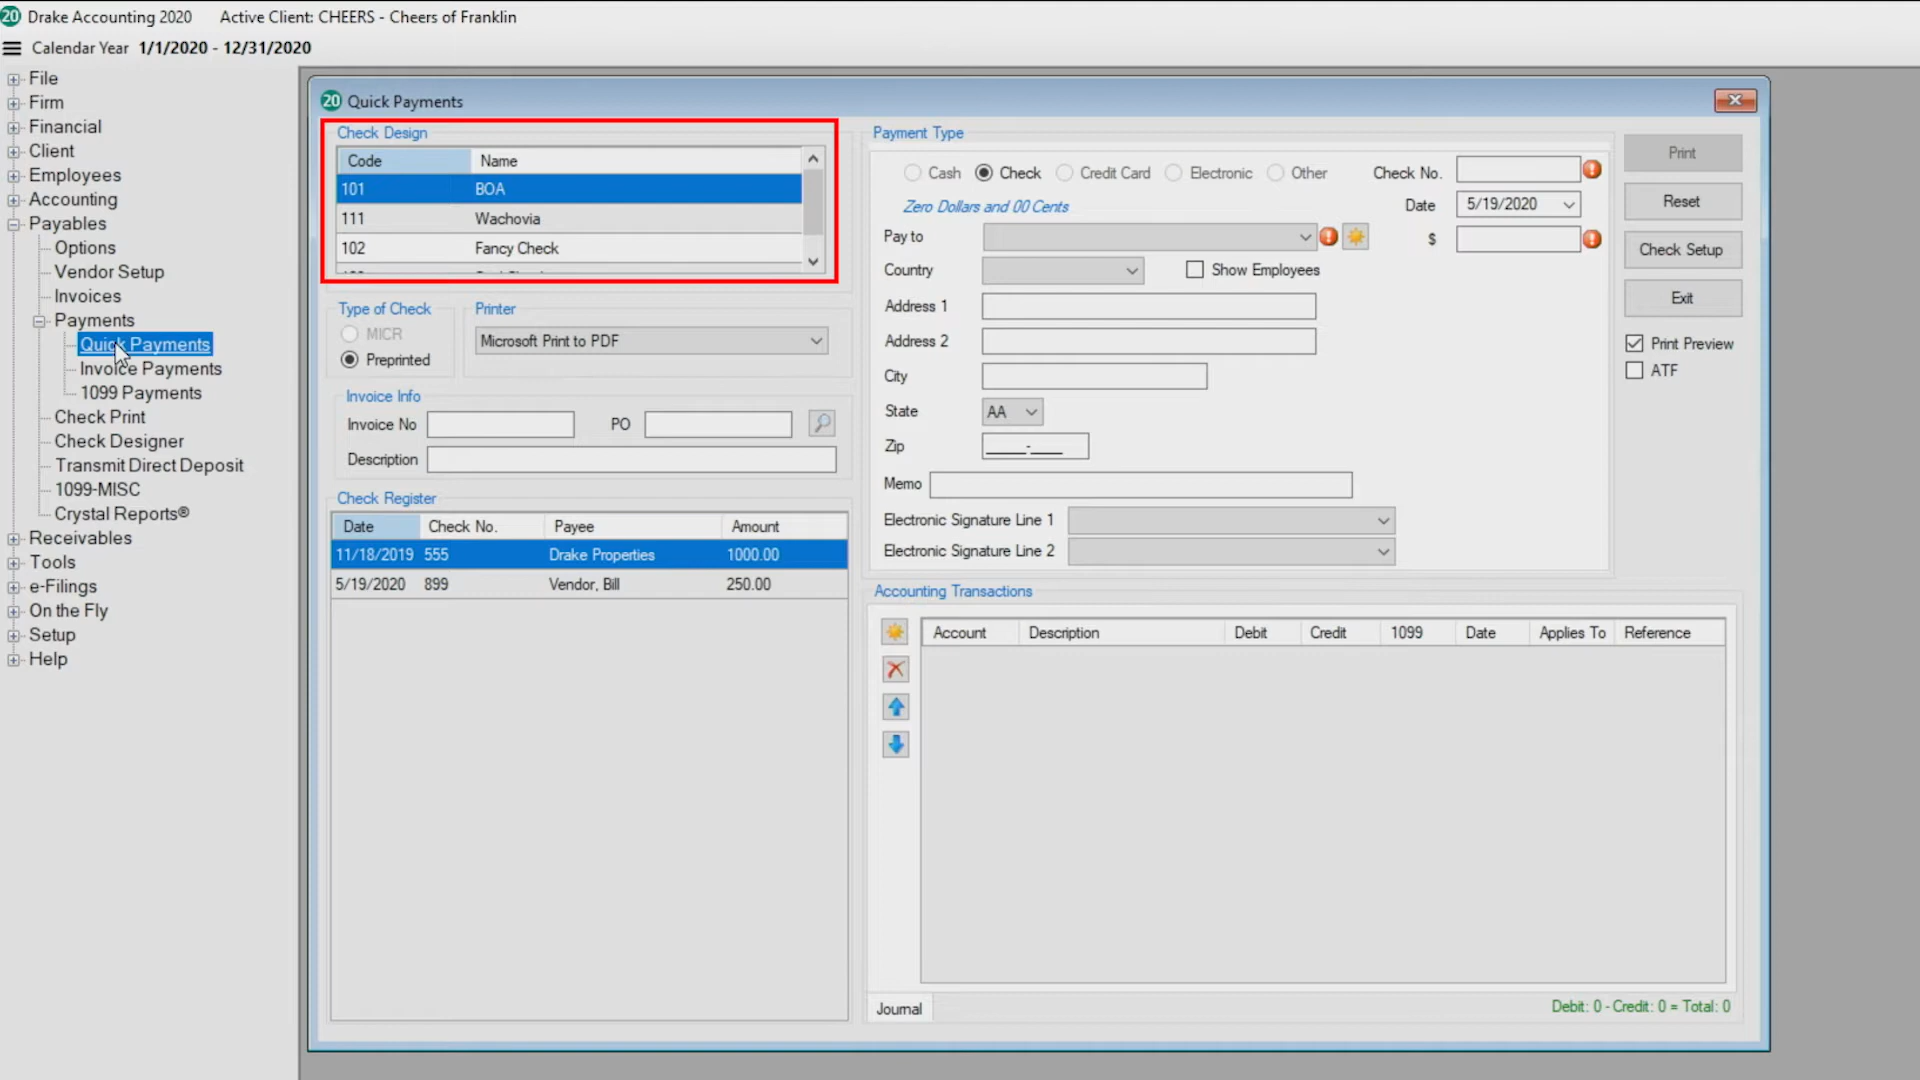 20 Drake Accounting 2020 Active Client: CHEERS - Cheers of Franklin
Calendar Year 1/1/2020 - 12/31/2020
File
Firm
Financial
Client
Employees
Accounting
Payables
Options
Vendor Setup
Invoices
Payments
Quick Payments
Invoice Payments
1099 Payments
Check Print
Check Designer
Transmit Direct Deposit
1099-MISC
Crystal Reports®
Receivables
Tools
e-Filings
On the Fly
Setup
Help
20 Quick Payments
Check Design
Code Name
101 BOA
111 Wachovia
102 Fancy Check
Type of Check
MICR
Preprinted
Printer
Microsoft Print to PDF
Invoice Info
Invoice No PO
Description
Check Register
Date Check No. Payee Amount
11/18/2019 555 Drake Properties 1000.00
5/19/2020 899 Vendor, Bill 250.00
Payment Type
Cash Check Credit Card Electronic Other Check No.
Zero Dollars and 00 Cents Date 5/19/2020
Pay to $
Country Show Employees
Address 1
Address 2
City
State AA
Zip _____-____
Memo
Electronic Signature Line 1
Electronic Signature Line 2
Print
Reset
Check Setup
Exit
Print Preview
ATF
Accounting Transactions
Account Description Debit Credit 1099 Date Applies To Reference
Journal
Debit: 0 - Credit: 0 = Total: 0